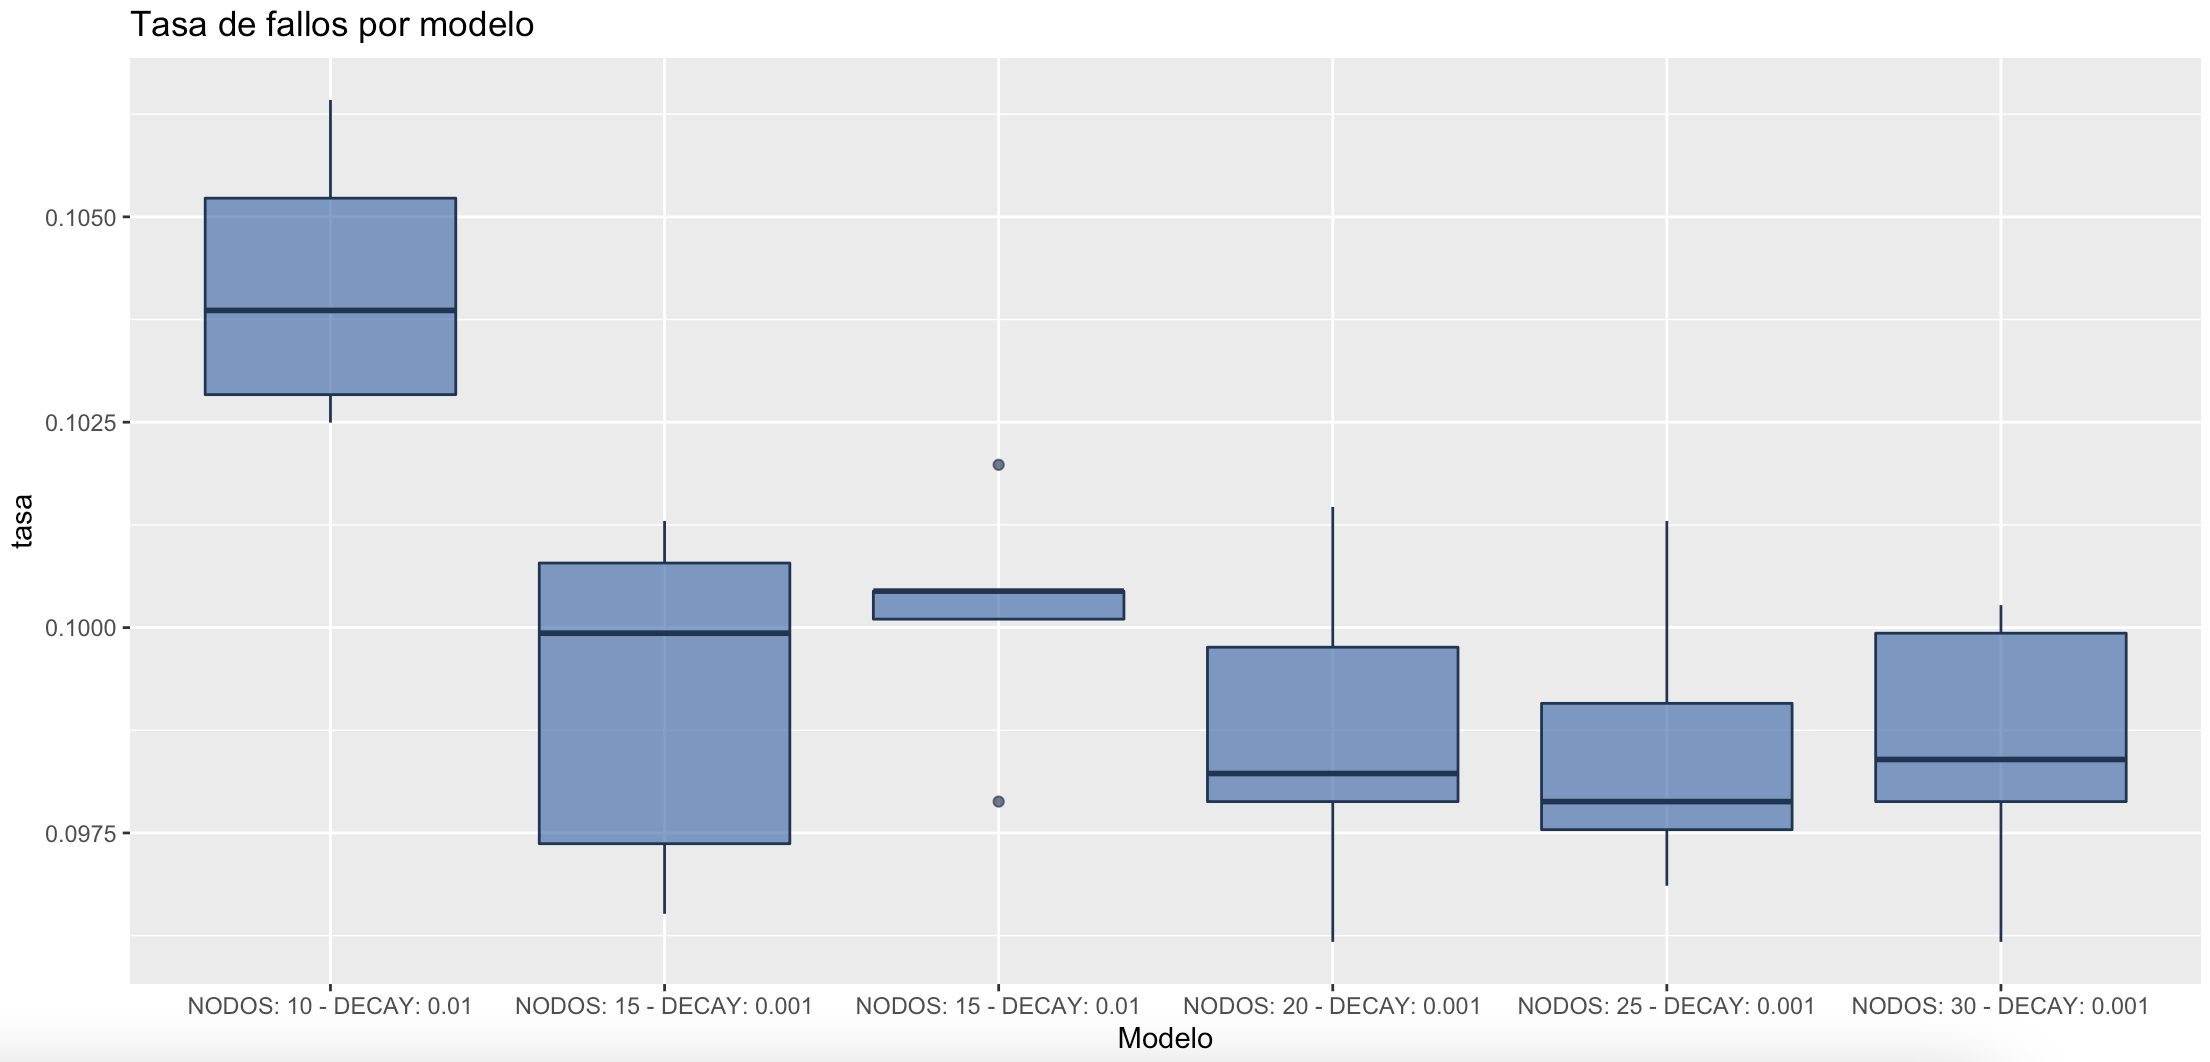 Tasa de fallos por modelo
tasa
0.1050
0.1025
0.1000
0.0975
NODOS: 10 - DECAY: 0.01
NODOS: 15 - DECAY: 0.001
NODOS: 15 - DECAY: 0.01
NODOS: 20 - DECAY: 0.001
NODOS: 25 - DECAY: 0.001
NODOS: 30 - DECAY: 0.001
Modelo